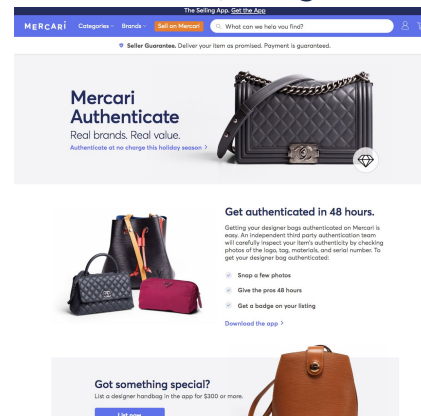 The Selling App. Get the App
MERCARI Categories Brands Sell on Mercari What can we help you find?
Seller Guarantee. Deliver your item as promised. Payment is guaranteed.
Mercari
Authenticate
Real brands. Real value.
Authenticate at no charge this holiday season >
Get authenticated in 48 hours.
Getting your designer bags authenticated on Mercari is
easy. An independent third party authentication team
will carefully inspect your item's authenticity by checking
photos of the logo, tag, materials, and serial number. To
get your designer bag authenticated:
Snap a few photos
Give the pros 48 hours
Get a badge on your listing
Download the app >
Got something special?
List a designer handbag in the app for $300 or more.
List now